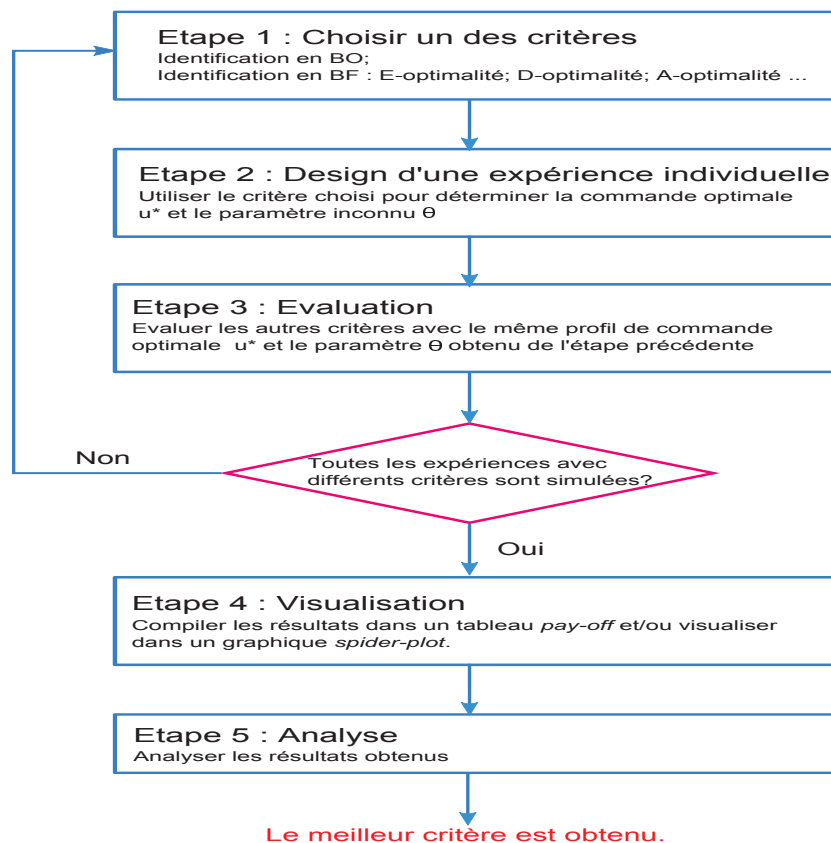 Etape 1 : Choisir un des critères
Identification en BO;
Identification en BF : E-optimalité; D-optimalité; A-optimalité ...
Etape 2 : Design d'une expérience individuelle
Utiliser le critère choisi pour déterminer la commande optimale
u* et le paramètre inconnu θ
Etape 3 : Evaluation
Evaluer les autres critères avec le même profil de commande
optimale u* et le paramètre θ obtenu de l'étape précédente
Non
Toutes les expériences avec
différents critères sont simulées?
Oui
Etape 4 : Visualisation
Compiler les résultats dans un tableau pay-off et/ou visualiser
dans un graphique spider-plot.
Etape 5 : Analyse
Analyser les résultats obtenus
Le meilleur critère est obtenu.